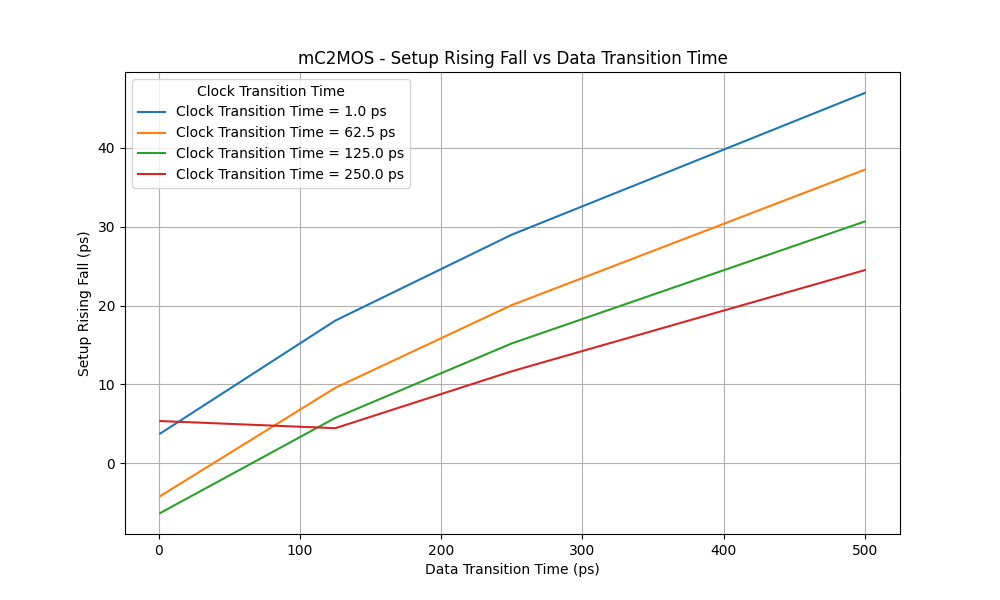 mC2MOS - Setup Rising Fall vs Data Transition Time
Clock Transition Time
Clock Transition Time = 1.0 ps
Clock Transition Time = 62.5 ps
Clock Transition Time = 125.0 ps
Clock Transition Time = 250.0 ps
Setup Rising Fall (ps)
40
30
20
10
0
0 100 200 300 400 500
Data Transition Time (ps)